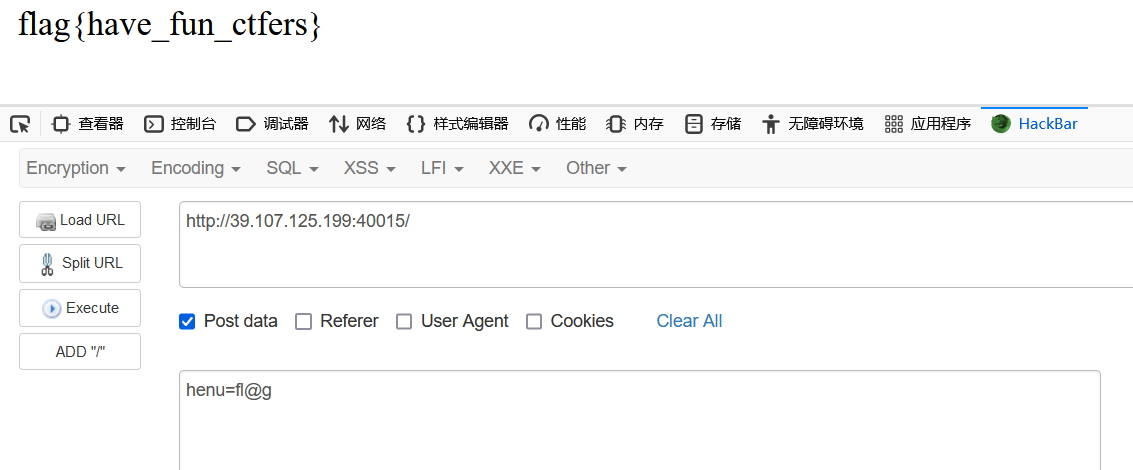 flag{have_fun_ctfers}
查看器 控制台 调试器 网络 样式编辑器 性能 内存 存储 无障碍环境 应用程序 HackBar
Encryption Encoding SQL XSS LFI XXE Other
Load URL
http://39.107.125.199:40015/
Split URL
Execute
Post data Referer User Agent Cookies Clear All
ADD "/"
henu=fl@g